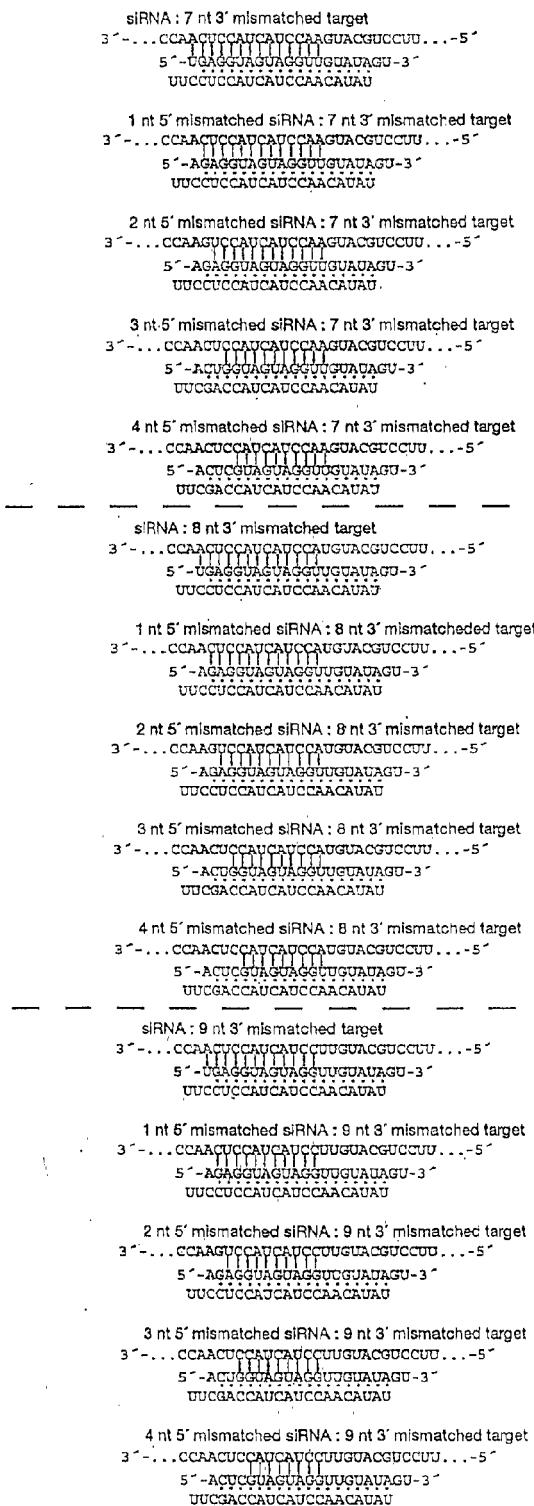 siRNA : 7 nt 3´ mismatched target
3´-...CCAACUCCAUCAUCCAAGUACGUCCUU...-5´
5´-UGAGGUAGUAGGUUGUAUAGU-3´
UUCCUCCAUCAUCCAACAUAU
1 nt 5´ mismatched siRNA : 7 nt 3´ mismatched target
3´-...CCAACUCCAUCAUCCAAGUACGUCCUU...-5´
5´-AGAGGUAGUAGGUUGUAUAGU-3´
UUCCUCCAUCAUCCAACAUAU
2 nt 5´ mismatched siRNA : 7 nt 3´ mismatched target
3´-...CCAAGUCCAUCAUCCAAGUACGUCCUU...-5´
5´-AGAGGUAGUAGGUUGUAUAGU-3´
UUCCUCCAUCAUCCAACAUAU
3 nt 5´ mismatched siRNA : 7 nt 3´ mismatched target
3´-...CCAACUCCAUCAUCCAAGUACGUCCUU...-5´
5´-ACUGGUAGUAGGUUGUAUAGU-3´
UUCGACCAUCAUCCAACAUAU
4 nt 5´ mismatched siRNA : 7 nt 3´ mismatched target
3´-...CCAACUCCAUCAUCCAAGUACGUCCUU...-5´
5´-ACUCGUAGUAGGUUGUAUAGU-3´
UUCGACCAUCAUCCAACAUAU
siRNA : 8 nt 3´ mismatched target
3´-...CCAACUCCAUCAUCCAUGUACGUCCUU...-5´
5´-UGAGGUAGUAGGUUGUAUAGU-3´
UUCCUCCAUCAUCCAACAUAU
1 nt 5´ mismatched siRNA : 8 nt 3´ mismatcheded target
3´-...CCAACUCCAUCAUCCAUGUACGUCCUU...-5´
5´-AGAGGUAGUAGGUUGUAUAGU-3´
UUCCUCCAUCAUCCAACAUAU
2 nt 5´ mismatched siRNA : 8 nt 3´ mismatched target
3´-...CCAAGUCCAUCAUCCAUGUACGUCCUU...-5´
5´-AGAGGUAGUAGGUUGUAUAGU-3´
UUCCUCCAUCAUCCAACAUAU
3 nt 5´ mismatched siRNA : 8 nt 3´ mismatched target
3´-...CCAACUCCAUCAUCCAUGUACGUCCUU...-5´
5´-ACUGGUAGUAGGUUGUAUAGU-3´
UUCGACCAUCAUCCAACAUAU
4 nt 5´ mismatched siRNA : 8 nt 3´ mismatched target
3´-...CCAACUCCAUCAUCCAUGUACGUCCUU...-5´
5´-ACUCGUAGUAGGUUGUAUAGU-3´
UUCGACCAUCAUCCAACAUAU
siRNA : 9 nt 3´ mismatched target
3´-...CCAACUCCAUCAUCCUUGUACGUCCUU...-5´
5´-UGAGGUAGUAGGUUGUAUAGU-3´
UUCCUCCAUCAUCCAACAUAU
1 nt 5´ mismatched siRNA : 9 nt 3´ mismatched target
3´-...CCAACUCCAUCAUCCUUGUACGUCCUU...-5´
5´-AGAGGUAGUAGGUUGUAUAGU-3´
UUCCUCCAUCAUCCAACAUAU
2 nt 5´ mismatched siRNA : 9 nt 3´ mismatched target
3´-...CCAAGUCCAUCAUCCUUGUACGUCCUU...-5´
5´-AGAGGUAGUAGGUUGUAUAGU-3´
UUCCUCCAUCAUCCAACAUAU
3 nt 5´ mismatched siRNA : 9 nt 3´ mismatched target
3´-...CCAACUCCAUCAUCCUUGUACGUCCUU...-5´
5´-ACUGGUAGUAGGUUGUAUAGU-3´
UUCGACCAUCAUCCAACAUAU
4 nt 5´ mismatched siRNA : 9 nt 3´ mismatched target
3´-...CCAACUCCAUCAUCCUUGUACGUCCUU...-5´
5´-ACUCGUAGUAGGUUGUAUAGU-3´
UUCGACCAUCAUCCAACAUAU